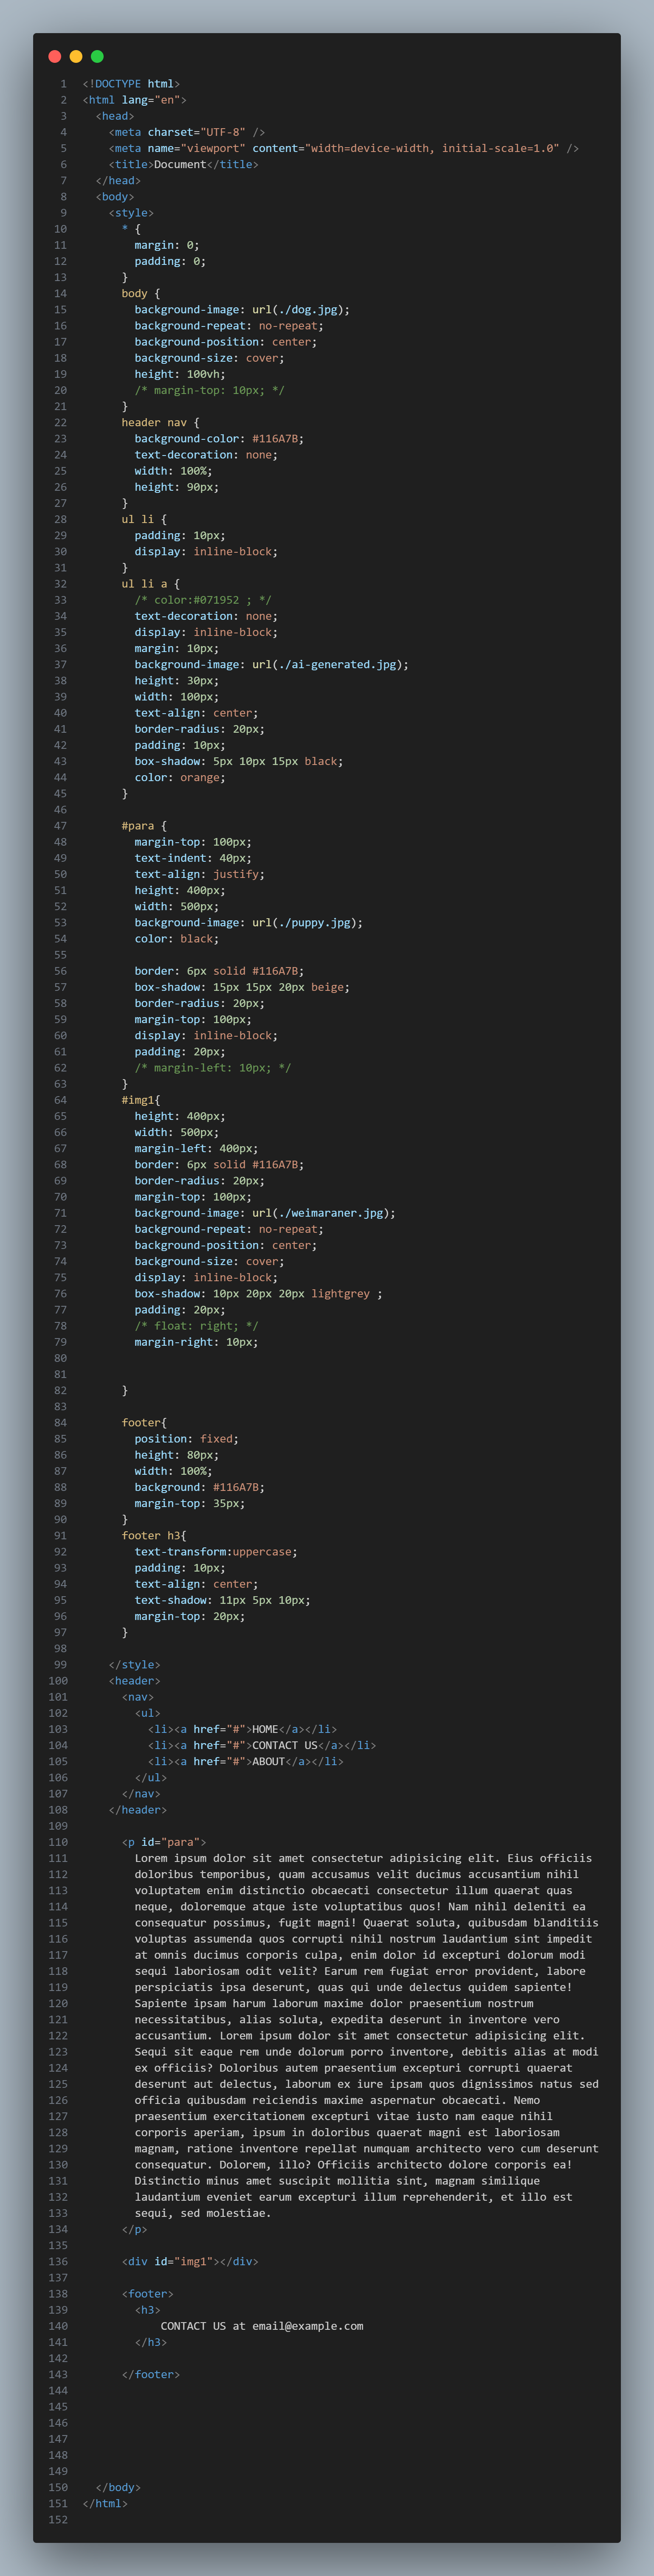 1 <!DOCTYPE html>
2 <html lang="en">
3   <head>
4     <meta charset="UTF-8" />
5     <meta name="viewport" content="width=device-width, initial-scale=1.0" />
6     <title>Document</title>
7   </head>
8   <body>
9     <style>
10       * {
11         margin: 0;
12         padding: 0;
13       }
14       body {
15         background-image: url(./dog.jpg);
16         background-repeat: no-repeat;
17         background-position: center;
18         background-size: cover;
19         height: 100vh;
20         /* margin-top: 10px; */
21       }
22       header nav {
23         background-color: #116A7B;
24         text-decoration: none;
25         width: 100%;
26         height: 90px;
27       }
28       ul li {
29         padding: 10px;
30         display: inline-block;
31       }
32       ul li a {
33         /* color:#071952 ; */
34         text-decoration: none;
35         display: inline-block;
36         margin: 10px;
37         background-image: url(./ai-generated.jpg);
38         height: 30px;
39         width: 100px;
40         text-align: center;
41         border-radius: 20px;
42         padding: 10px;
43         box-shadow: 5px 10px 15px black;
44         color: orange;
45       }
46
47       #para {
48         margin-top: 100px;
49         text-indent: 40px;
50         text-align: justify;
51         height: 400px;
52         width: 500px;
53         background-image: url(./puppy.jpg);
54         color: black;
55
56         border: 6px solid #116A7B;
57         box-shadow: 15px 15px 20px beige;
58         border-radius: 20px;
59         margin-top: 100px;
60         display: inline-block;
61         padding: 20px;
62         /* margin-left: 10px; */
63       }
64       #img1{
65         height: 400px;
66         width: 500px;
67         margin-left: 400px;
68         border: 6px solid #116A7B;
69         border-radius: 20px;
70         margin-top: 100px;
71         background-image: url(./weimaraner.jpg);
72         background-repeat: no-repeat;
73         background-position: center;
74         background-size: cover;
75         display: inline-block;
76         box-shadow: 10px 20px 20px lightgrey ;
77         padding: 20px;
78         /* float: right; */
79         margin-right: 10px;
80
81
82       }
83
84       footer{
85         position: fixed;
86         height: 80px;
87         width: 100%;
88         background: #116A7B;
89         margin-top: 35px;
90       }
91       footer h3{
92         text-transform:uppercase;
93         padding: 10px;
94         text-align: center;
95         text-shadow: 11px 5px 10px;
96         margin-top: 20px;
97       }
98
99     </style>
100     <header>
101       <nav>
102         <ul>
103           <li><a href="#">HOME</a></li>
104           <li><a href="#">CONTACT US</a></li>
105           <li><a href="#">ABOUT</a></li>
106         </ul>
107       </nav>
108     </header>
109
110       <p id="para">
111         Lorem ipsum dolor sit amet consectetur adipisicing elit. Eius officiis
112         doloribus temporibus, quam accusamus velit ducimus accusantium nihil
113         voluptatem enim distinctio obcaecati consectetur illum quaerat quas
114         neque, doloremque atque iste voluptatibus quos! Nam nihil deleniti ea
115         consequatur possimus, fugit magni! Quaerat soluta, quibusdam blanditiis
116         voluptas assumenda quos corrupti nihil nostrum laudantium sint impedit
117         at omnis ducimus corporis culpa, enim dolor id excepturi dolorum modi
118         sequi laboriosam odit velit? Earum rem fugiat error provident, labore
119         perspiciatis ipsa deserunt, quas qui unde delectus quidem sapiente!
120         Sapiente ipsam harum laborum maxime dolor praesentium nostrum
121         necessitatibus, alias soluta, expedita deserunt in inventore vero
122         accusantium. Lorem ipsum dolor sit amet consectetur adipisicing elit.
123         Sequi sit eaque rem unde dolorum porro inventore, debitis alias at modi
124         ex officiis? Doloribus autem praesentium excepturi corrupti quaerat
125         deserunt aut delectus, laborum ex iure ipsam quos dignissimos natus sed
126         officia quibusdam reiciendis maxime aspernatur obcaecati. Nemo
127         praesentium exercitationem excepturi vitae iusto nam eaque nihil
128         corporis aperiam, ipsum in doloribus quaerat magni est laboriosam
129         magnam, ratione inventore repellat numquam architecto vero cum deserunt
130         consequatur. Dolorem, illo? Officiis architecto dolore corporis ea!
131         Distinctio minus amet suscipit mollitia sint, magnam similique
132         laudantium eveniet earum excepturi illum reprehenderit, et illo est
133         sequi, sed molestiae.
134       </p>
135
136       <div id="img1"></div>
137
138       <footer>
139         <h3>
140             CONTACT US at email@example.com
141         </h3>
142
143       </footer>
144
145
146
147
148
149
150   </body>
151 </html>
152